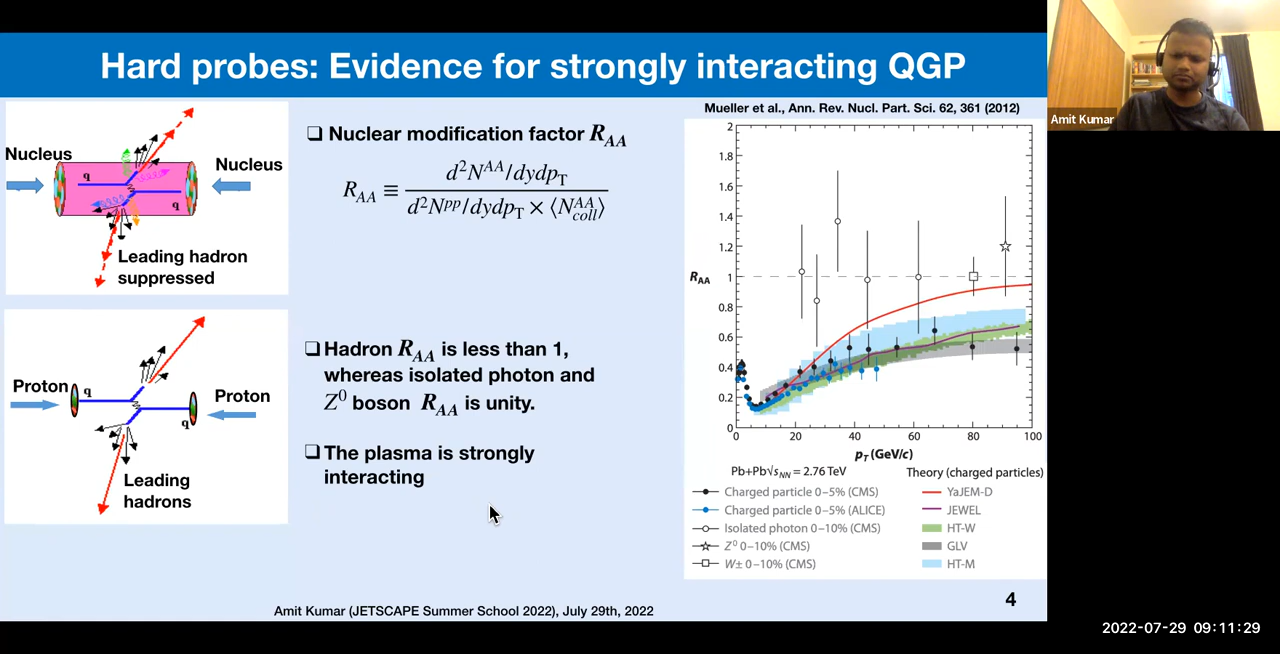 Hard probes: Evidence for strongly interacting QGP
Nucleus
Nucleus
q
q
Leading hadron
suppressed
Proton
Proton
q
q
Leading
hadrons
❑ Nuclear modification factor R_AA
R_AA ≡ d²N^AA/dydp_T / d²N^pp/dydp_T × ⟨N_coll^AA⟩
❑ Hadron R_AA is less than 1,
whereas isolated photon and
Z⁰ boson R_AA is unity.
❑ The plasma is strongly
interacting
Mueller et al., Ann. Rev. Nucl. Part. Sci. 62, 361 (2012)
2
1.8
1.6
1.4
1.2
1
0.8
0.6
0.4
0.2
0
R_AA
0 20 40 60 80 100
p_T (GeV/c)
Pb+Pb√s_NN = 2.76 TeV
Charged particle 0–5% (CMS)
Charged particle 0–5% (ALICE)
Isolated photon 0–10% (CMS)
Z⁰ 0–10% (CMS)
W± 0–10% (CMS)
Theory (charged particles)
YaJEM-D
JEWEL
HT-W
GLV
HT-M
Amit Kumar (JETSCAPE Summer School 2022), July 29th, 2022
4
Amit Kumar
2022-07-29 09:11:29